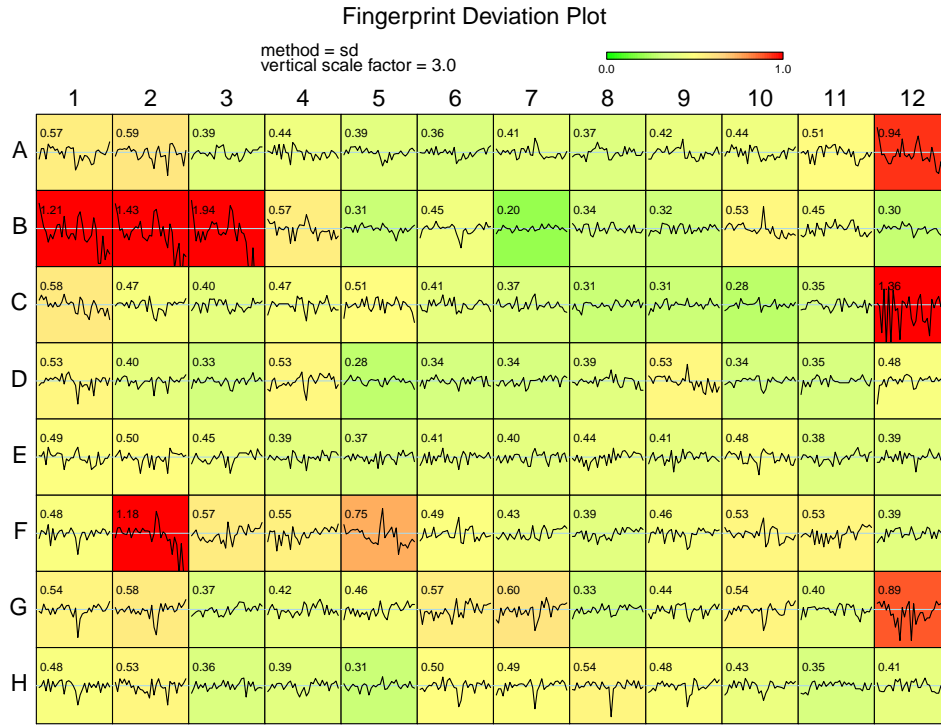 Fingerprint Deviation Plot
method = sd
vertical scale factor = 3.0
0.0 1.0
1 2 3 4 5 6 7 8 9 10 11 12
A 0.57 0.59 0.39 0.44 0.39 0.36 0.41 0.37 0.42 0.44 0.51 0.94
B 1.21 1.43 1.94 0.57 0.31 0.45 0.20 0.34 0.32 0.53 0.45 0.30
C 0.58 0.47 0.40 0.47 0.51 0.41 0.37 0.31 0.31 0.28 0.35 1.36
D 0.53 0.40 0.33 0.53 0.28 0.34 0.34 0.39 0.53 0.34 0.35 0.48
E 0.49 0.50 0.45 0.39 0.37 0.41 0.40 0.44 0.41 0.48 0.38 0.39
F 0.48 1.18 0.57 0.55 0.75 0.49 0.43 0.39 0.46 0.53 0.53 0.39
G 0.54 0.58 0.37 0.42 0.46 0.57 0.60 0.33 0.44 0.54 0.40 0.89
H 0.48 0.53 0.36 0.39 0.31 0.50 0.49 0.54 0.48 0.43 0.35 0.41